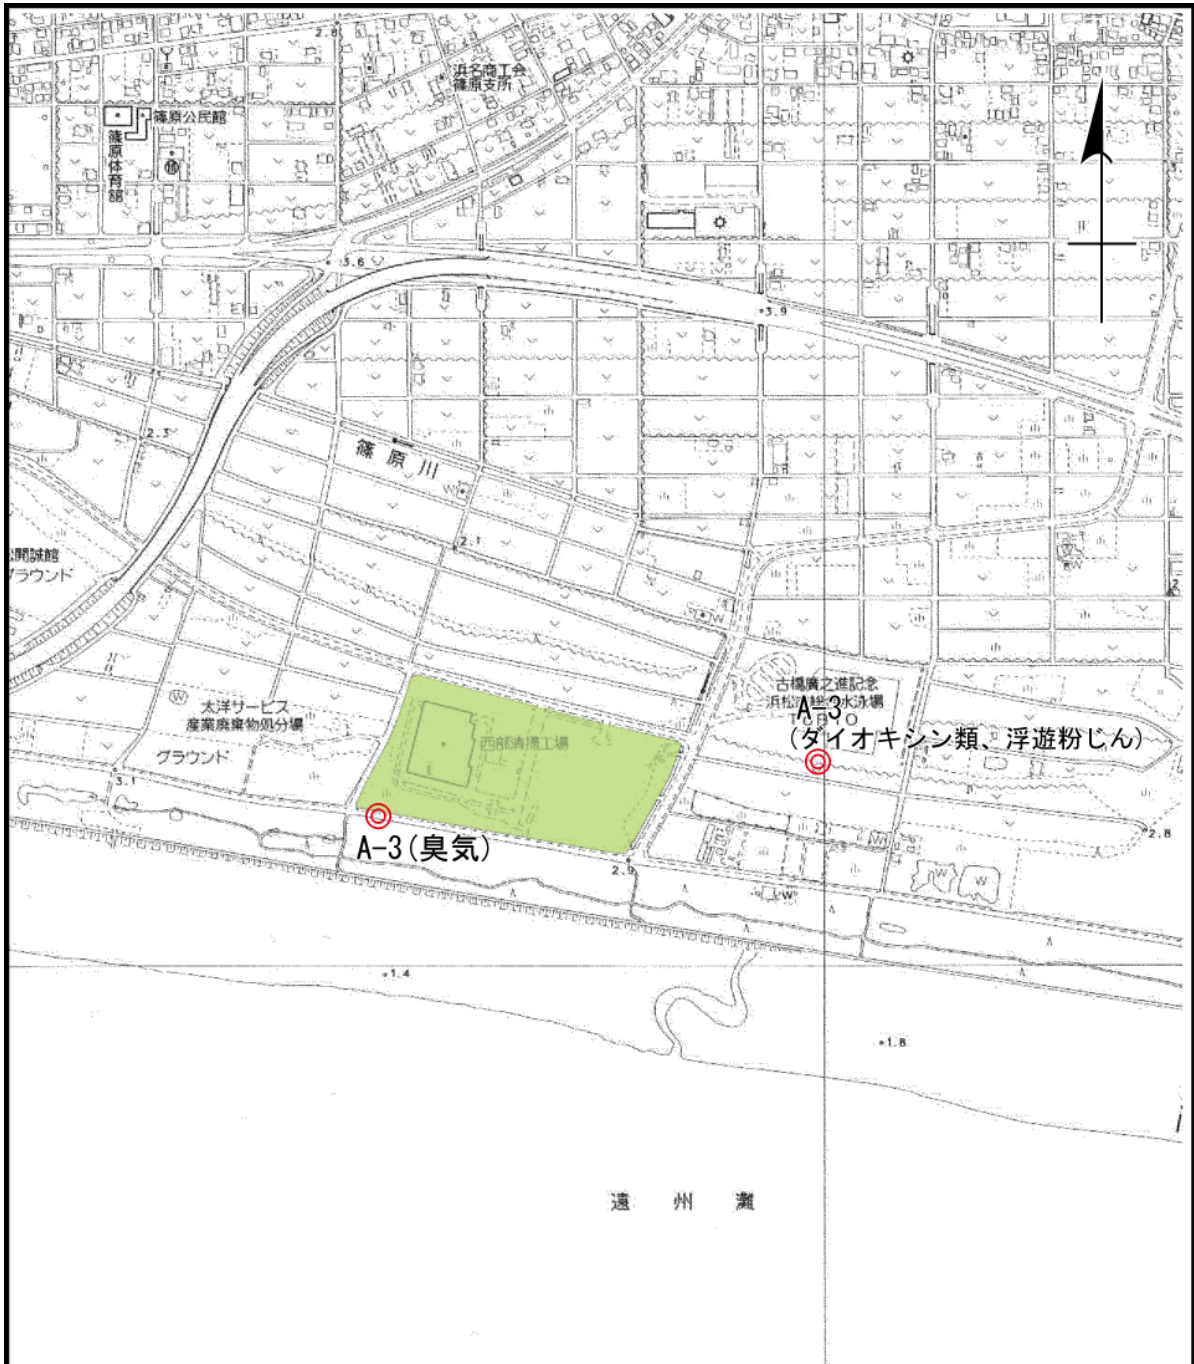 2.8
浜名商工会
篠原支所
篠原公民館
篠原体育館
3.6
3.9
2.3
篠原川
W
2.1
グラウンド
W
W
W
太洋サービス
産業廃棄物処分場
グラウンド
西部清掃工場
古橋廣之進記念
浜松市総合水泳場
TOBIO
A-3
(ダイオキシン類、浮遊粉じん)
3.1
A-3(臭気)
2.9
2.8
W
W
W
W
1.4
1.8
遠州灘